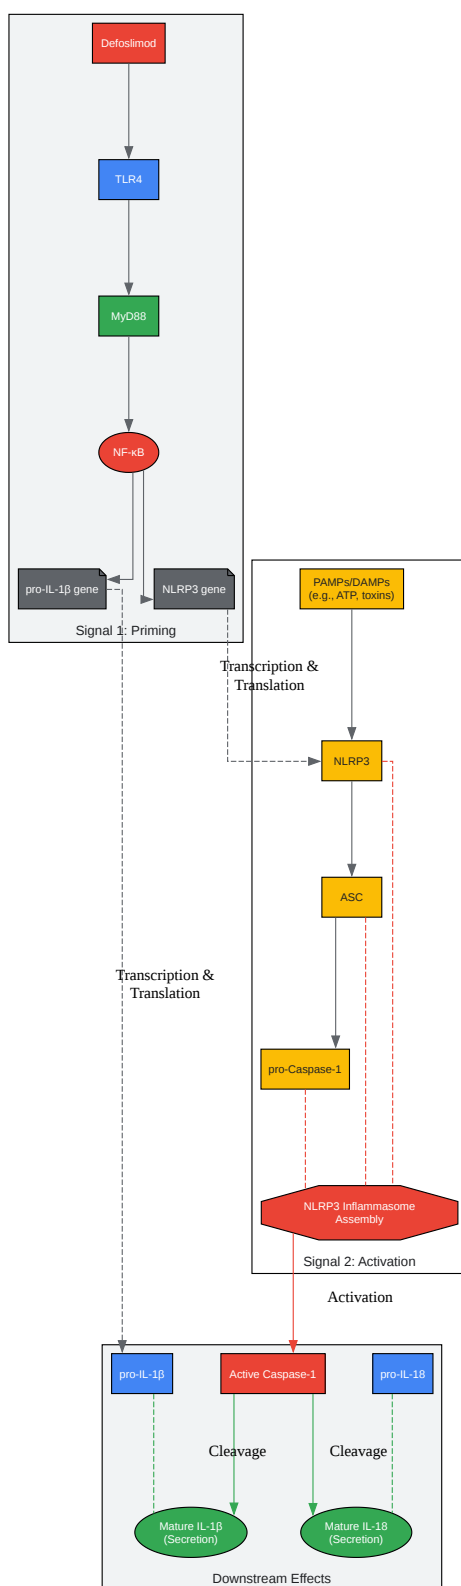 Defoslimod
TLR4
MyD88
NF-κB
pro-IL-1β gene
NLRP3 gene
Signal 1: Priming
PAMPs/DAMPs
(e.g., ATP, toxins)
Transcription &
Translation
NLRP3
ASC
Transcription &
Translation
pro-Caspase-1
NLRP3 Inflammasome
Assembly
Signal 2: Activation
Activation
pro-IL-1β
Active Caspase-1
pro-IL-18
Cleavage
Cleavage
Mature IL-1β
(Secretion)
Mature IL-18
(Secretion)
Downstream Effects